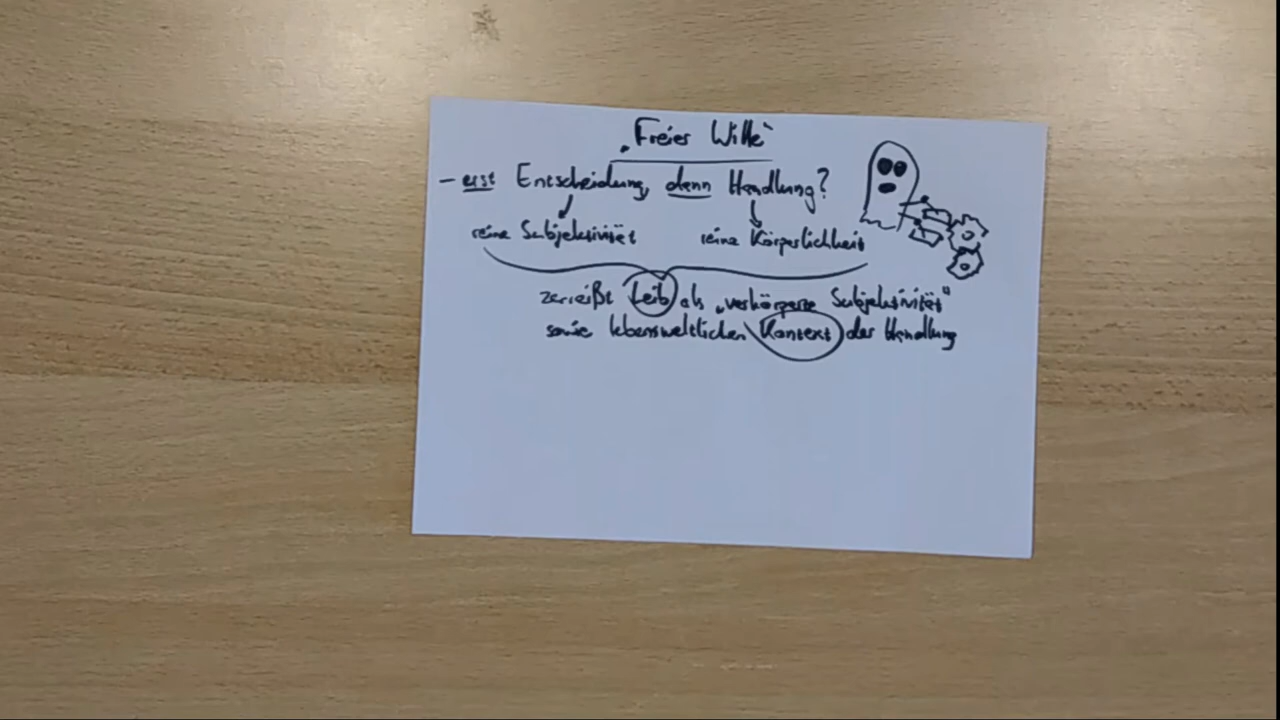 „Freier Wille“
- erst Entscheidung, dann Handlung?
reine Subjektivität reine Körperlichkeit
zerreißt Leib als „verkörperte Subjektivität“
sowie lebensweltlichen Kontext der Handlung